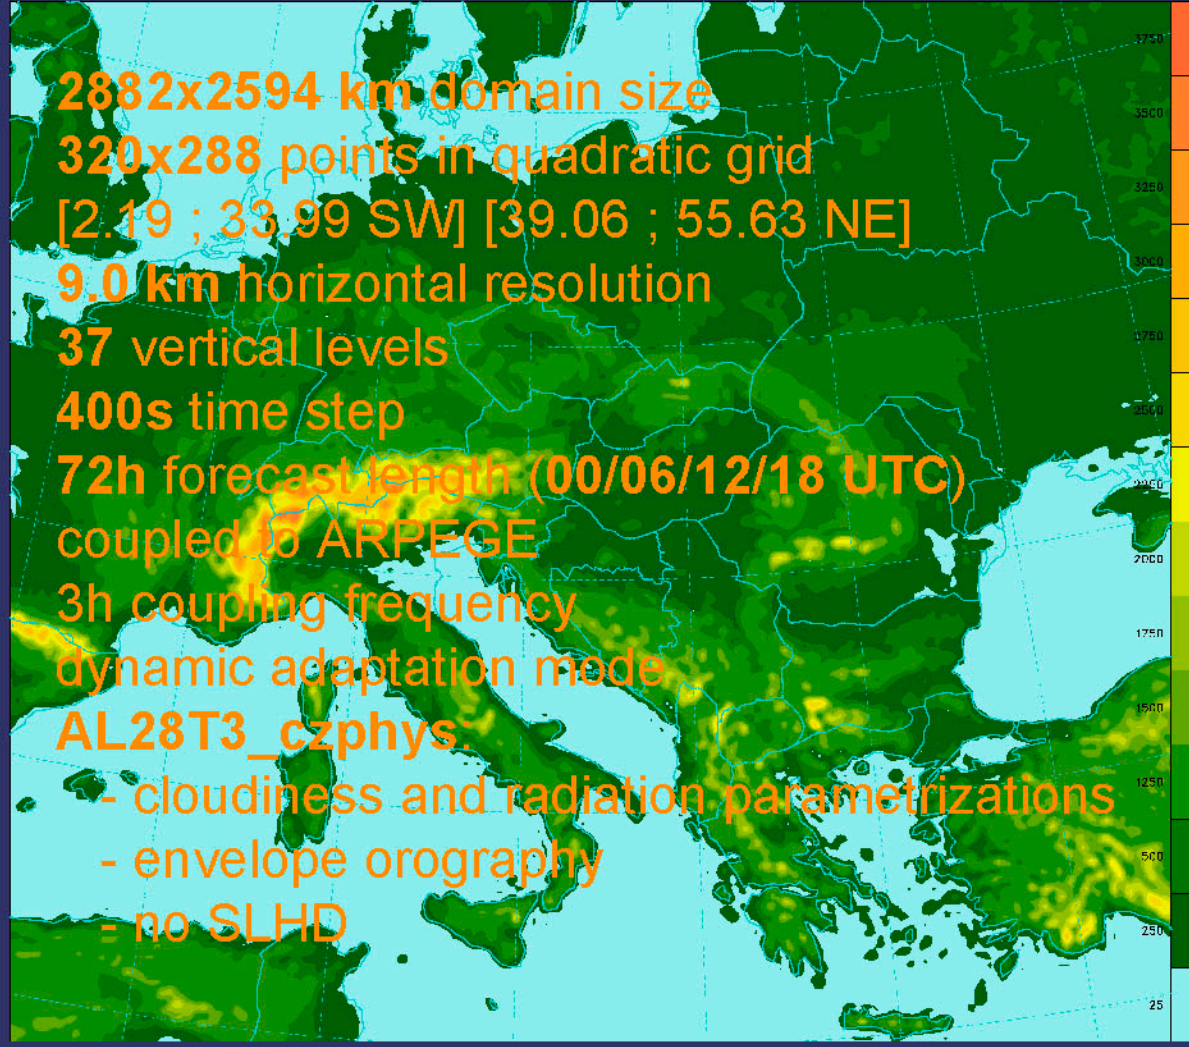 2882x2594 km domain size
320x288 points in quadratic grid
[2.19 ; 33.99 SW] [39.06 ; 55.63 NE]
9.0 km horizontal resolution
37 vertical levels
400s time step
72h forecast length (00/06/12/18 UTC)
coupled to ARPEGE
3h coupling frequency
dynamic adaptation mode
AL28T3_czphys:
- cloudiness and radiation parametrizations
- envelope orography
- no SLHD
3750
3500
3250
3000
2750
2500
2250
2000
1750
1500
1250
500
250
25